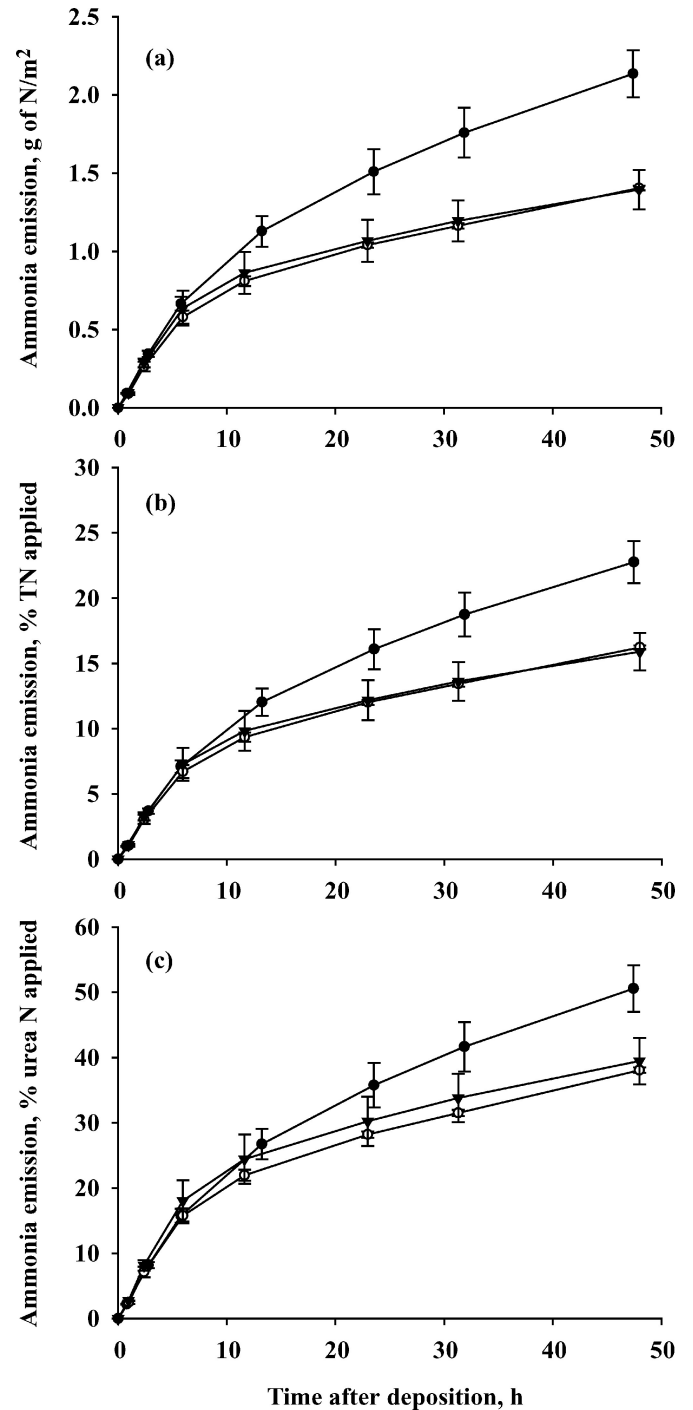 Ammonia emission, g of N/m²
(a)
2.5
2.0
1.5
1.0
0.5
0.0
0 10 20 30 40 50
Ammonia emission, % TN applied
(b)
30
25
20
15
10
5
0
0 10 20 30 40 50
Ammonia emission, % urea N applied
(c)
60
50
40
30
20
10
0
0 10 20 30 40 50
Time after deposition, h